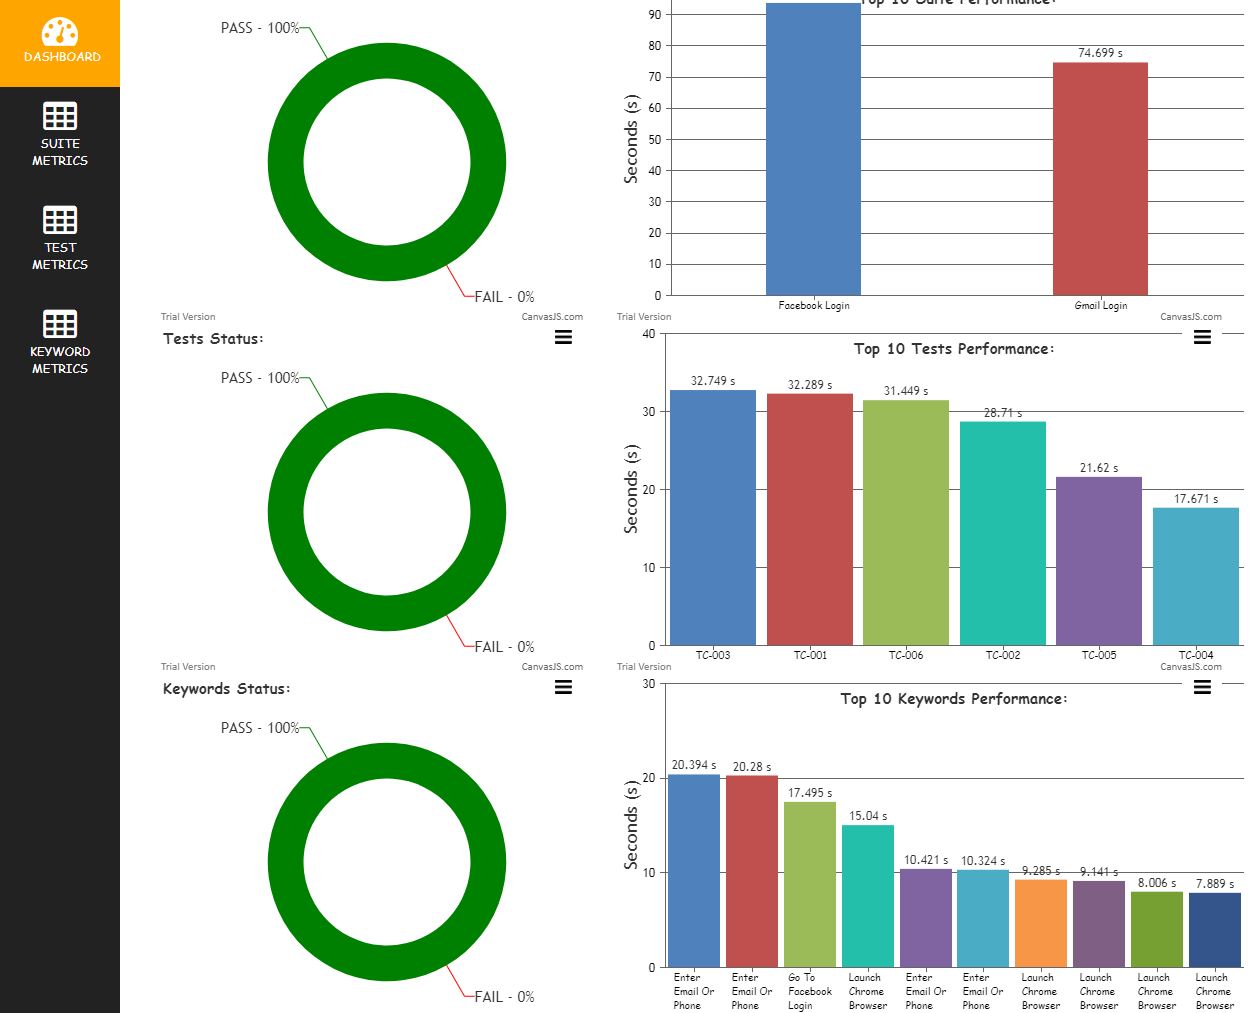 DASHBOARD
SUITE
METRICS
TEST
METRICS
KEYWORD
METRICS
PASS - 100%
FAIL - 0%
Trial Version
CanvasJS.com
Top 10 Suite Performance:
Seconds (s)
90
80
70
60
50
40
30
20
10
0
74.699 s
Facebook Login
Gmail Login
Trial Version
CanvasJS.com
Tests Status:
PASS - 100%
FAIL - 0%
Trial Version
CanvasJS.com
Top 10 Tests Performance:
Seconds (s)
40
30
20
10
0
32.749 s
32.289 s
31.449 s
28.71 s
21.62 s
17.671 s
TC-003
TC-001
TC-006
TC-002
TC-005
TC-004
Trial Version
CanvasJS.com
Keywords Status:
PASS - 100%
FAIL - 0%
Top 10 Keywords Performance:
Seconds (s)
30
20
10
0
20.394 s
20.28 s
17.495 s
15.04 s
10.421 s
10.324 s
9.285 s
9.141 s
8.006 s
7.889 s
Enter
Email Or
Phone
Enter
Email Or
Phone
Go To
Facebook
Login
Launch
Chrome
Browser
Enter
Email Or
Phone
Enter
Email Or
Phone
Launch
Chrome
Browser
Launch
Chrome
Browser
Launch
Chrome
Browser
Launch
Chrome
Browser